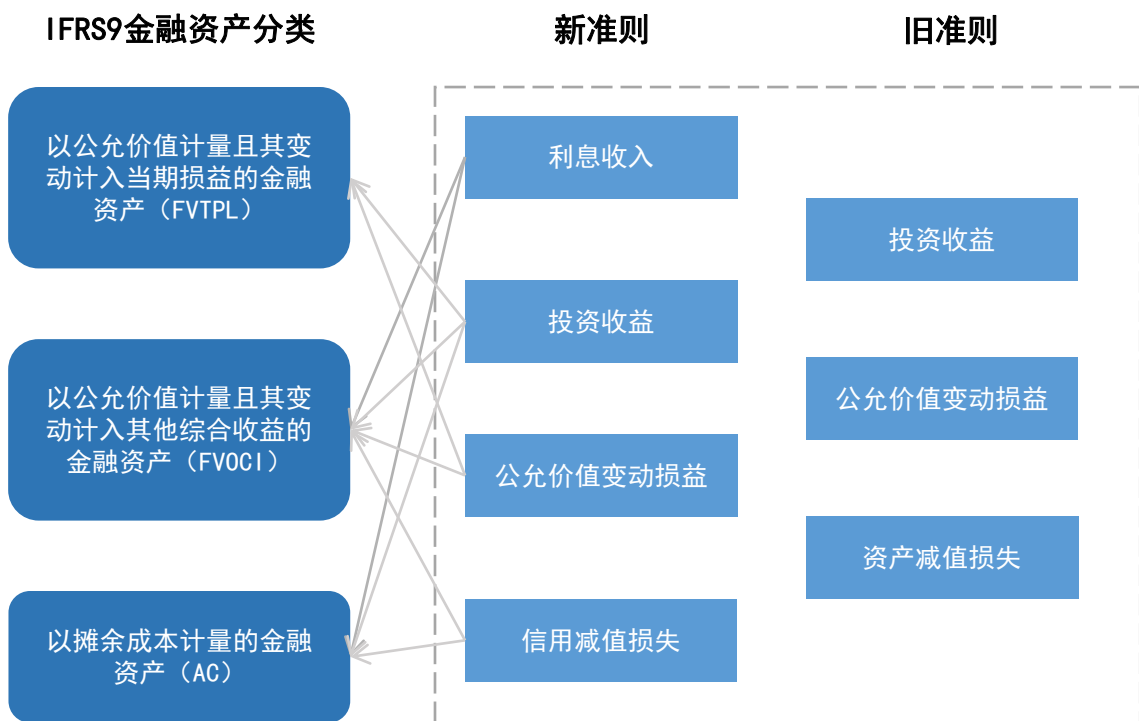 IFRS9金融资产分类
新准则
旧准则
以公允价值计量且其变
动计入当期损益的金融
资产（FVTPL）
利息收入
投资收益
投资收益
以公允价值计量且其变
动计入其他综合收益的
金融资产（FVOCI）
公允价值变动损益
公允价值变动损益
资产减值损失
以摊余成本计量的金融
资产（AC）
信用减值损失